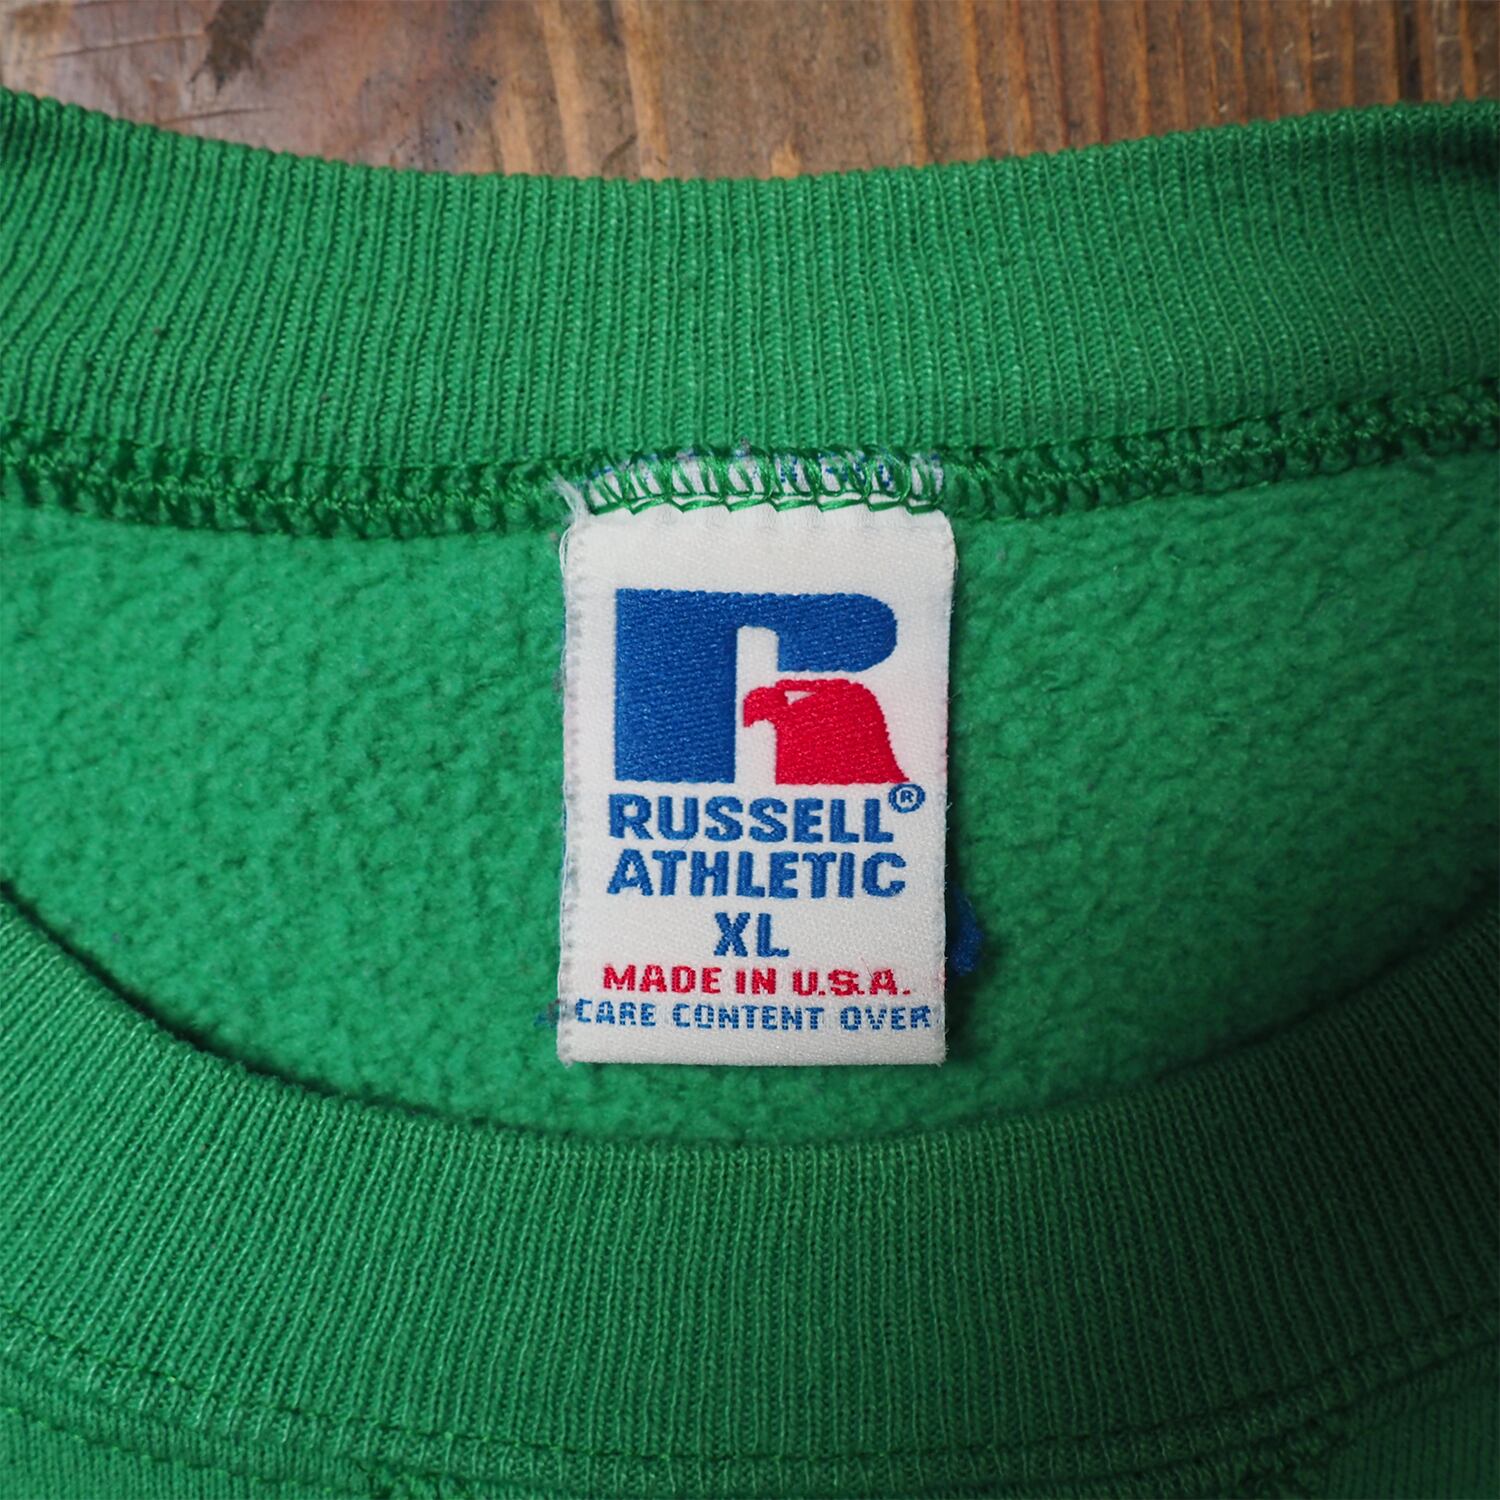 RUSSELL®
ATHLETIC
XL
MADE IN U.S.A.
CARE CONTENT OVER